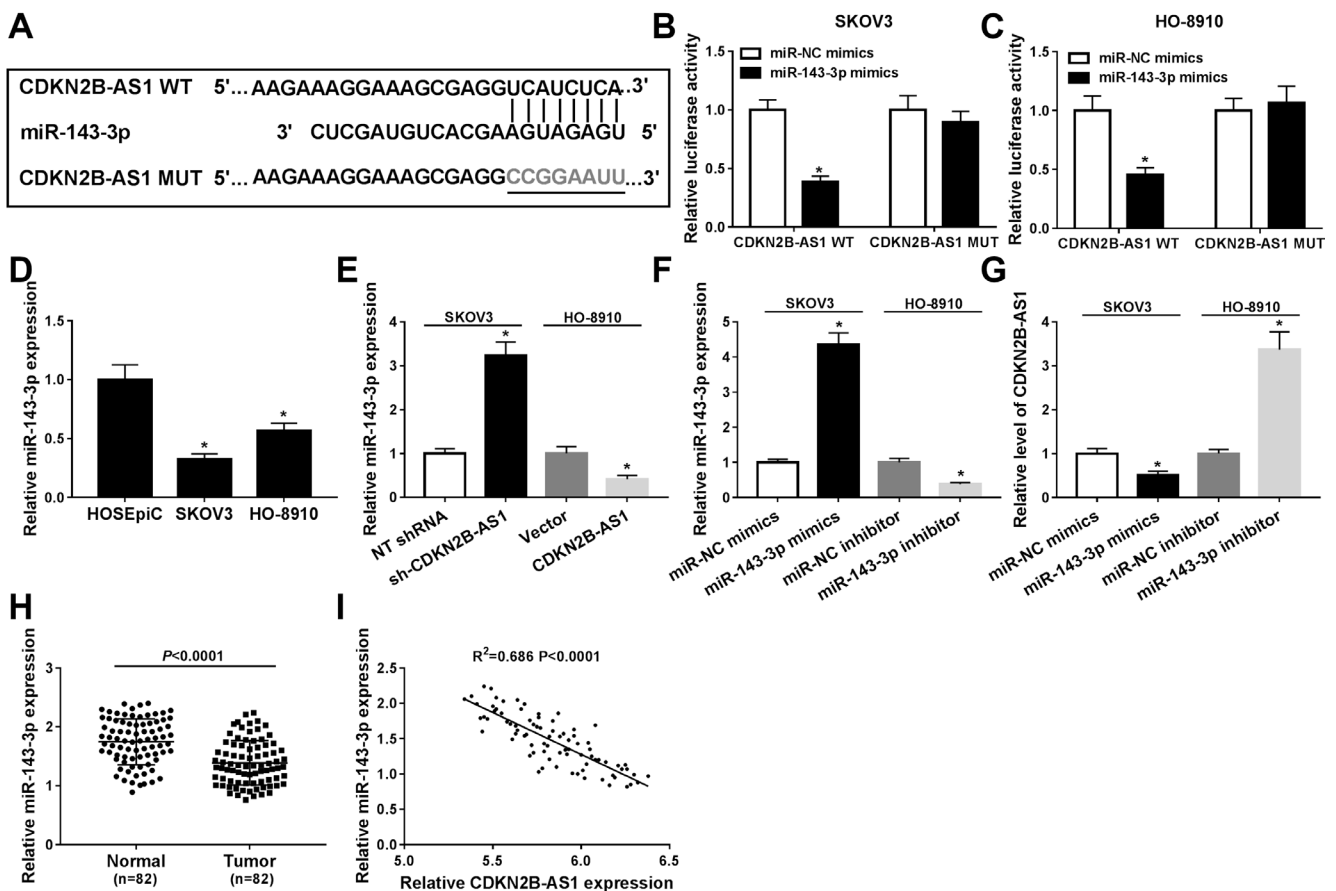 A
CDKN2B-AS1 WT 5'... AAGAAAGGAAAGCGAGGUCAUCUCA...3'
miR-143-3p 3' CUCGAUGUCACGAAGUAGAGU 5'
CDKN2B-AS1 MUT 5'... AAGAAAGGAAAGCGAGGCCGGAAUU...3'
B
SKOV3
Relative luciferase activity
1.5
1.0
0.5
0.0
miR-NC mimics
miR-143-3p mimics
*
CDKN2B-AS1 WT CDKN2B-AS1 MUT
C
HO-8910
Relative luciferase activity
1.5
1.0
0.5
0.0
miR-NC mimics
miR-143-3p mimics
*
CDKN2B-AS1 WT CDKN2B-AS1 MUT
D
Relative miR-143-3p expression
1.5
1.0
0.5
0.0
* *
HOSEpiC SKOV3 HO-8910
E
Relative miR-143-3p expression
4
3
2
1
0
SKOV3 HO-8910
* *
NT shRNA
sh-CDKN2B-AS1
Vector
CDKN2B-AS1
F
Relative miR-143-3p expression
5
4
3
2
1
0
SKOV3 HO-8910
* *
miR-NC mimics
miR-143-3p mimics
miR-NC inhibitor
miR-143-3p inhibitor
G
Relative level of CDKN2B-AS1
4
3
2
1
0
SKOV3 HO-8910
* *
miR-NC mimics
miR-143-3p mimics
miR-NC inhibitor
miR-143-3p inhibitor
H
Relative miR-143-3p expression
3
2
1
0
P<0.0001
Normal Tumor
(n=82) (n=82)
I
Relative miR-143-3p expression
2.5
2.0
1.5
1.0
0.5
0.0
R²=0.686 P<0.0001
5.0 5.5 6.0 6.5
Relative CDKN2B-AS1 expression